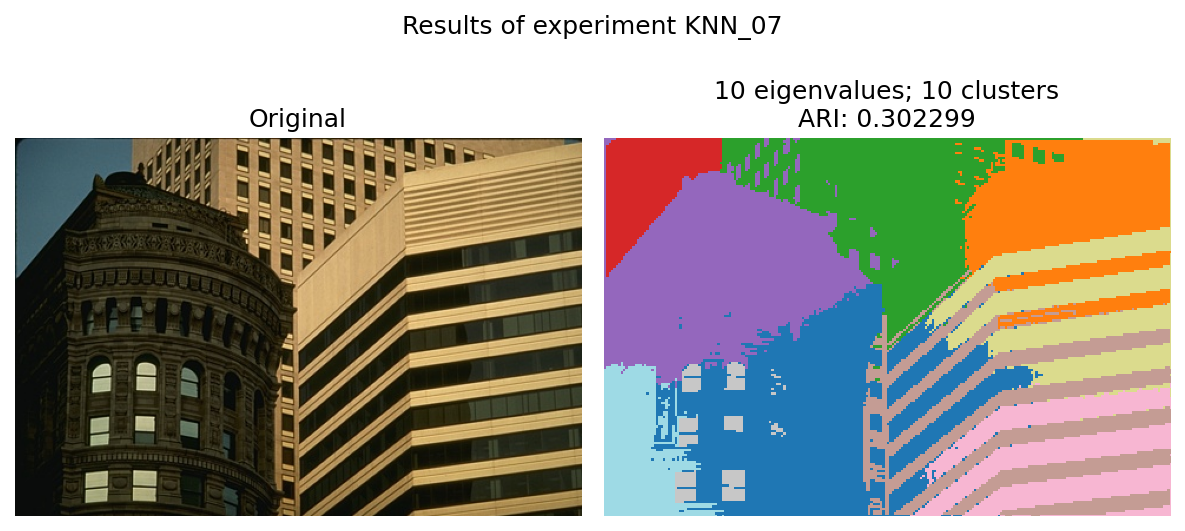 Results of experiment KNN_07
Original
10 eigenvalues; 10 clusters
ARI: 0.302299